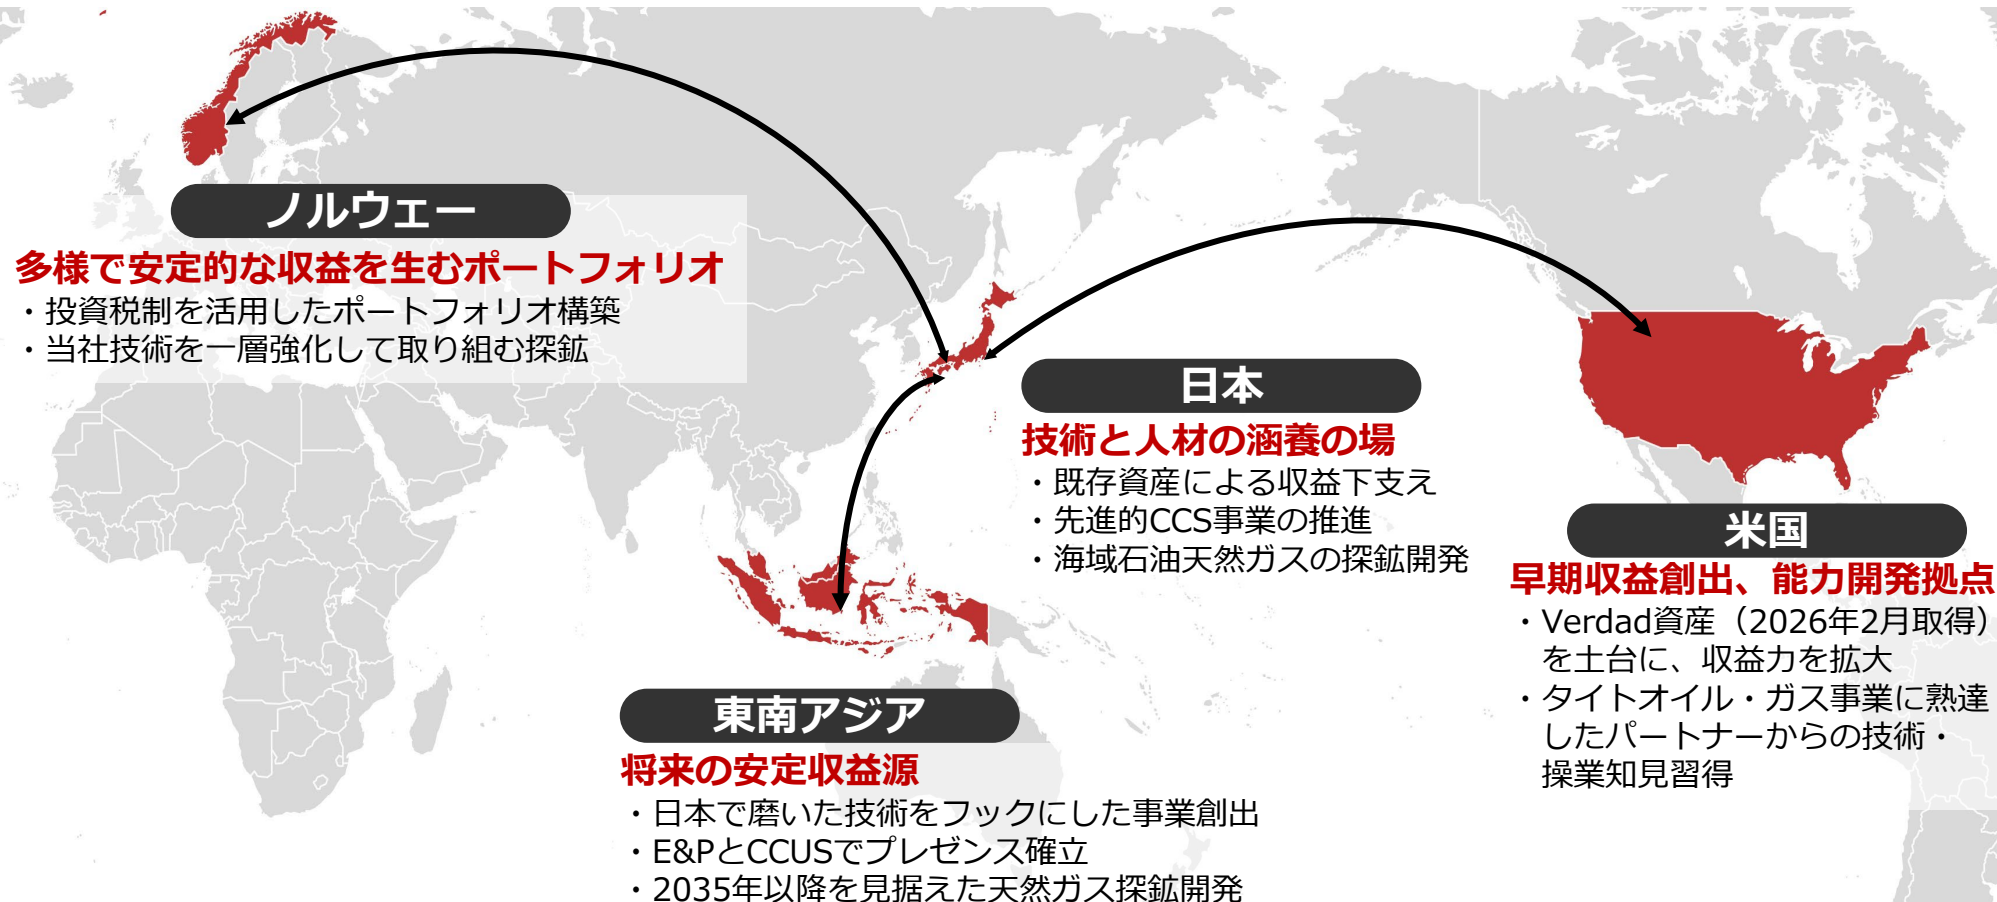 ノルウェー
多様で安定的な収益を生むポートフォリオ
・投資税制を活用したポートフォリオ構築
・当社技術を一層強化して取り組む探鉱
日本
技術と人材の涵養の場
・既存資産による収益下支え
・先進的CCS事業の推進
・海域石油天然ガスの探鉱開発
米国
早期収益創出、能力開発拠点
・Verdad資産（2026年2月取得）
を土台に、収益力を拡大
・タイトオイル・ガス事業に熟達
したパートナーからの技術・
操業知見習得
東南アジア
将来の安定収益源
・日本で磨いた技術をフックにした事業創出
・E&PとCCUSでプレゼンス確立
・2035年以降を見据えた天然ガス探鉱開発